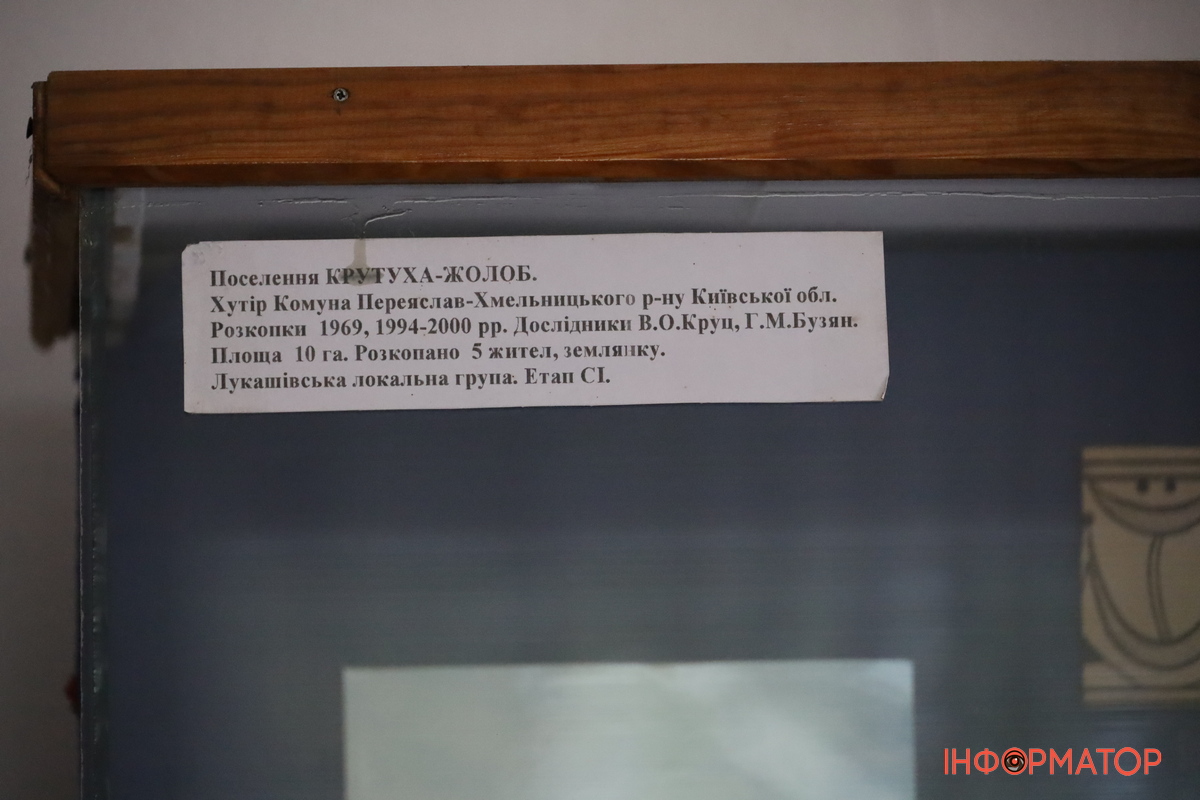 Поселення КРУТУХА-ЖОЛОБ.
Хутір Комуна Переяслав-Хмельницького р-ну Київської обл.
Розкопки 1969, 1994-2000 рр. Дослідники В.О.Круц, Г.М.Бузян.
Площа 10 га. Розкопано 5 жител, землянку.
Лукашівська локальна група. Етап СІ.
ІНФОРМАТОР